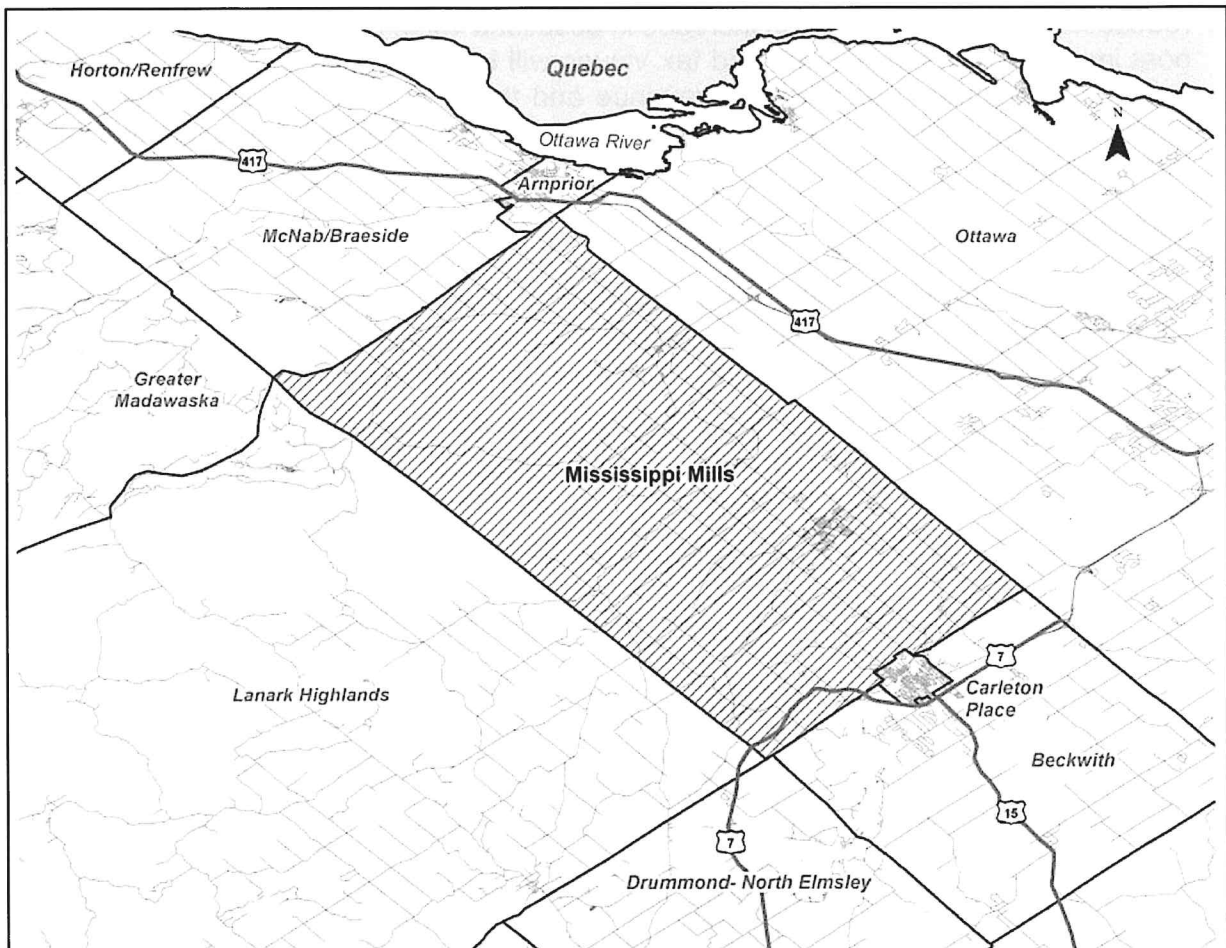 Horton/Renfrew
Quebec
Ottawa River
N
417
Arnprior
McNab/Braeside
Ottawa
417
Greater
Madawaska
Mississippi Mills
Lanark Highlands
7
Carleton
Place
Beckwith
15
7
Drummond- North Elmsley